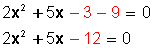 2x² + 5x - 3 - 9 = 0
2x² + 5x - 12 = 0